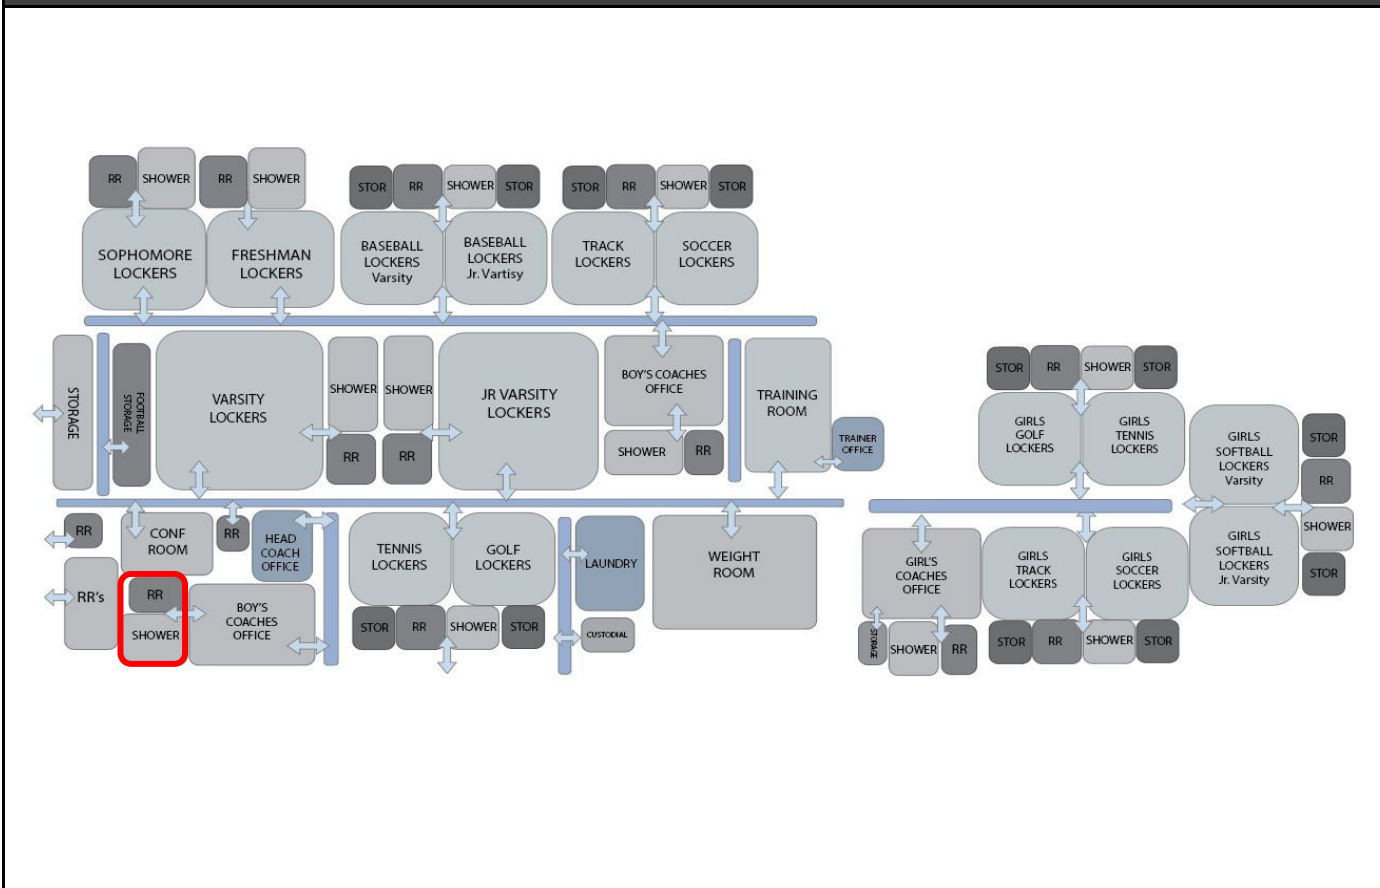 RR
SHOWER
RR
SHOWER
STOR
RR
SHOWER
STOR
STOR
RR
SHOWER
STOR
SOPHOMORE
LOCKERS
FRESHMAN
LOCKERS
BASEBALL
LOCKERS
Varsity
BASEBALL
LOCKERS
Jr. Vartisy
TRACK
LOCKERS
SOCCER
LOCKERS
STORAGE
FOOTBALL
STORAGE
VARSITY
LOCKERS
SHOWER
RR
SHOWER
RR
JR VARSITY
LOCKERS
BOY'S COACHES
OFFICE
SHOWER
RR
TRAINING
ROOM
TRAINER
OFFICE
RR
CONF
ROOM
RR
HEAD
COACH
OFFICE
RR's
RR
SHOWER
BOY'S
COACHES
OFFICE
TENNIS
LOCKERS
GOLF
LOCKERS
STOR
RR
SHOWER
STOR
LAUNDRY
CUSTODIAL
WEIGHT
ROOM
STOR
RR
SHOWER
STOR
GIRLS
GOLF
LOCKERS
GIRLS
TENNIS
LOCKERS
GIRLS
SOFTBALL
LOCKERS
Varsity
STOR
RR
SHOWER
STOR
GIRLS
SOFTBALL
LOCKERS
Jr. Varsity
GIRL'S
COACHES
OFFICE
STORAGE
SHOWER
RR
GIRLS
TRACK
LOCKERS
GIRLS
SOCCER
LOCKERS
STOR
RR
SHOWER
STOR